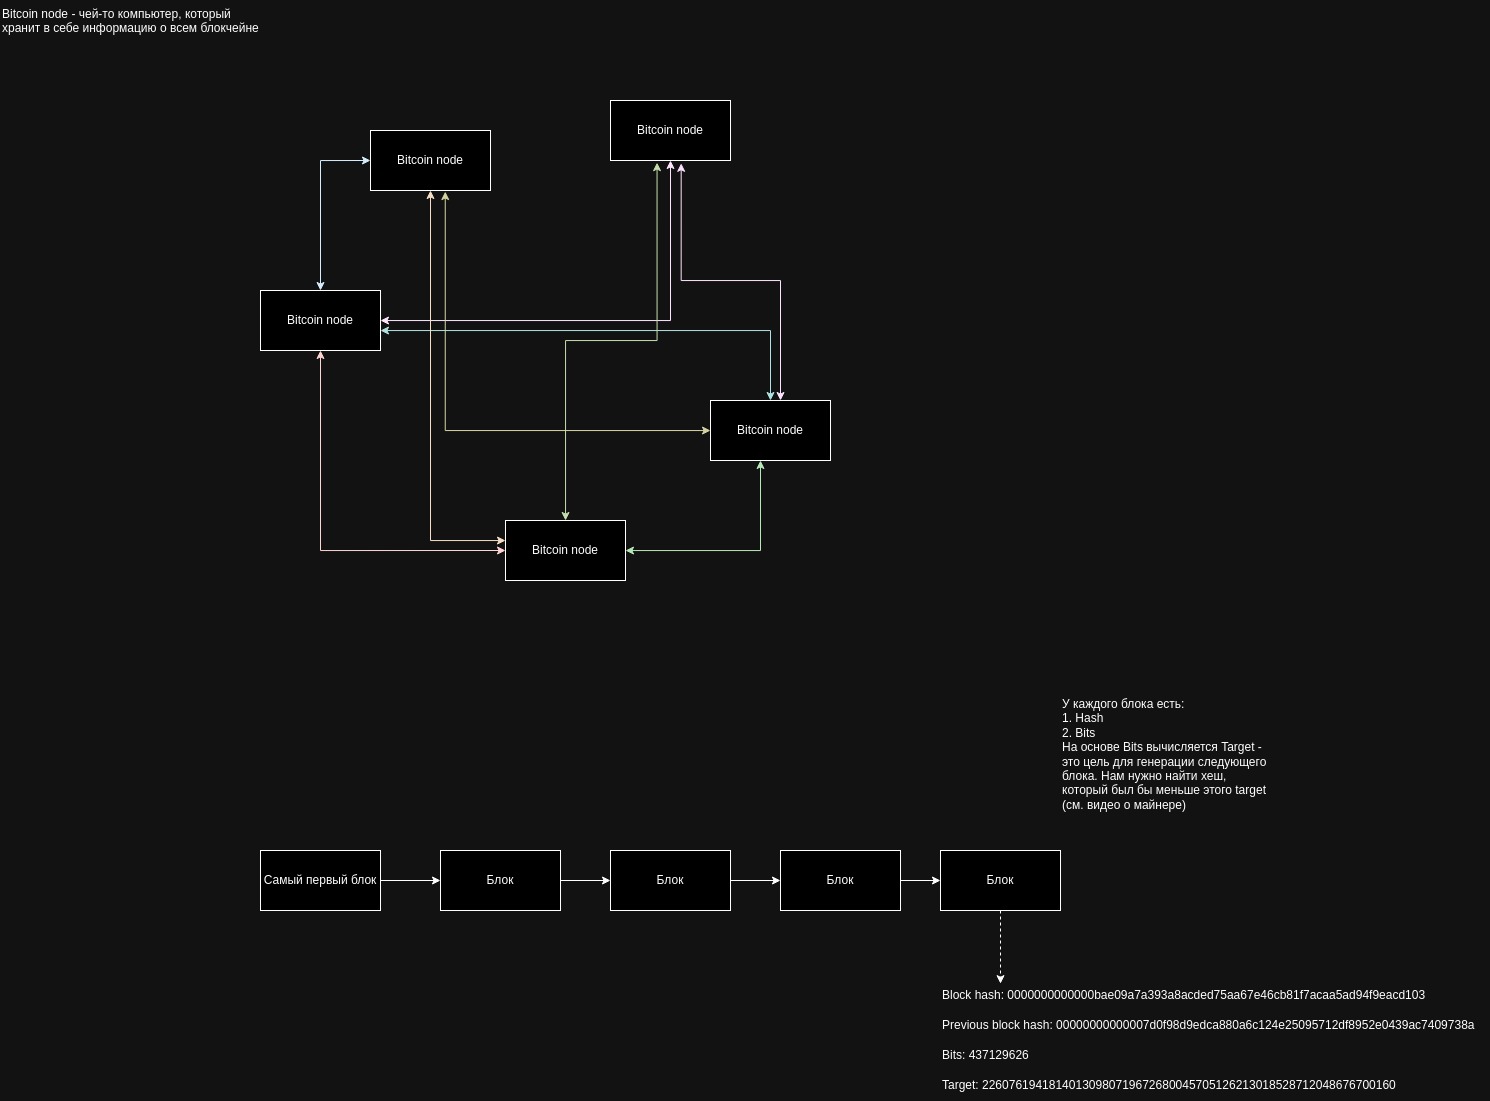 Bitcoin node - чей-то компьютер, который
хранит в себе информацию о всем блокчейне
Bitcoin node
Bitcoin node
Bitcoin node
Bitcoin node
Bitcoin node
У каждого блока есть:
1. Hash
2. Bits
На основе Bits вычисляется Target -
это цель для генерации следующего
блока. Нам нужно найти хеш,
который был бы меньше этого target
(см. видео о майнере)
Самый первый блок
Блок
Блок
Блок
Блок
Block hash: 0000000000000bae09a7a393a8acded75aa67e46cb81f7acaa5ad94f9eacd103
Previous block hash: 00000000000007d0f98d9edca880a6c124e25095712df8952e0439ac7409738a
Bits: 437129626
Target: 22607619418140130980719672680045705126213018528712048676700160